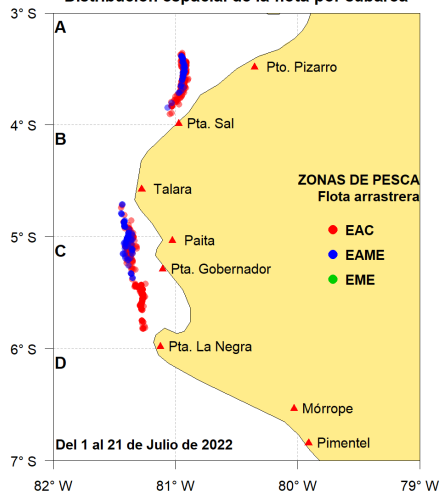 Distribución espacial de la flota por subárea
3° S
A
Pto. Pizarro
4° S
Pta. Sal
B
Talara
ZONAS DE PESCA
Flota arrastrera
EAC
EAME
EME
5° S
Paita
C
Pta. Gobernador
6° S
Pta. La Negra
D
Mórrope
Pimentel
Del 1 al 21 de Julio de 2022
7° S
82° W
81° W
80° W
79° W